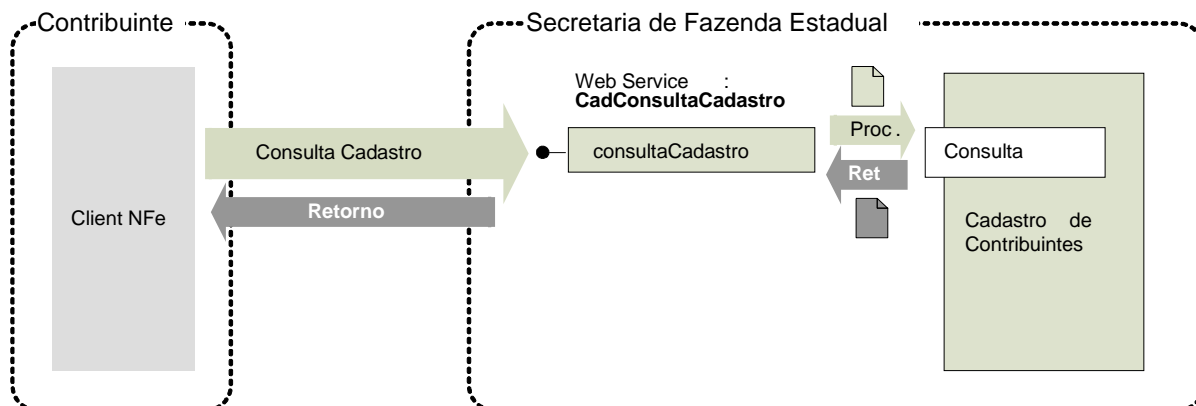 Contribuinte
Secretaria de Fazenda Estadual
Web Service :
CadConsultaCadastro
Consulta Cadastro
consultaCadastro
Proc.
Consulta
Ret
Retorno
Client NFe
Cadastro de
Contribuintes